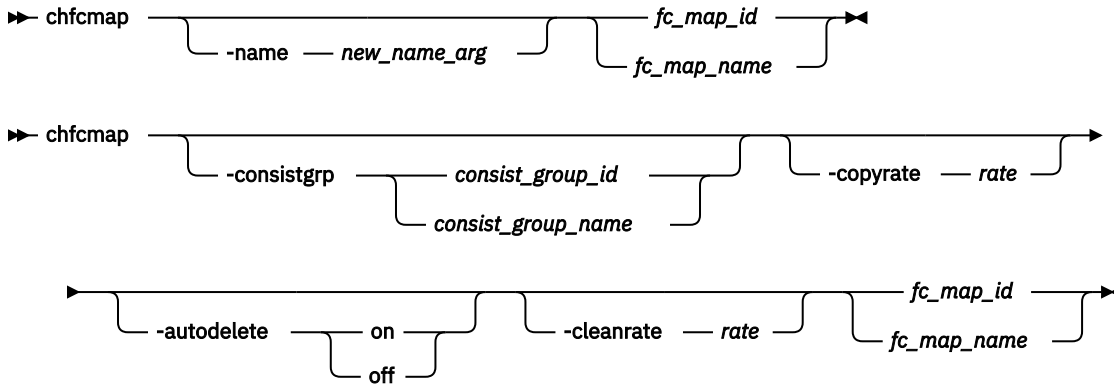 chfcmap fc_map_id
-name new_name_arg fc_map_name
chfcmap
-consistgrp consist_group_id -copyrate rate
consist_group_name
fc_map_id
-autodelete on -cleanrate rate fc_map_name
off